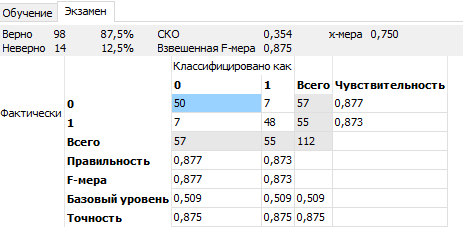 Обучение Экзамен
Верно 98 87,5% СКО 0,354 х-мера 0,750
Неверно 14 12,5% Взвешенная F-мера 0,875
Классифицировано как
0 1 Всего Чувствительность
Фактически 0 50 7 57 0,877
1 7 48 55 0,873
Всего 57 55 112
Правильность 0,877 0,873
F-мера 0,877 0,873
Базовый уровень 0,509 0,509 0,509
Точность 0,875 0,875 0,875